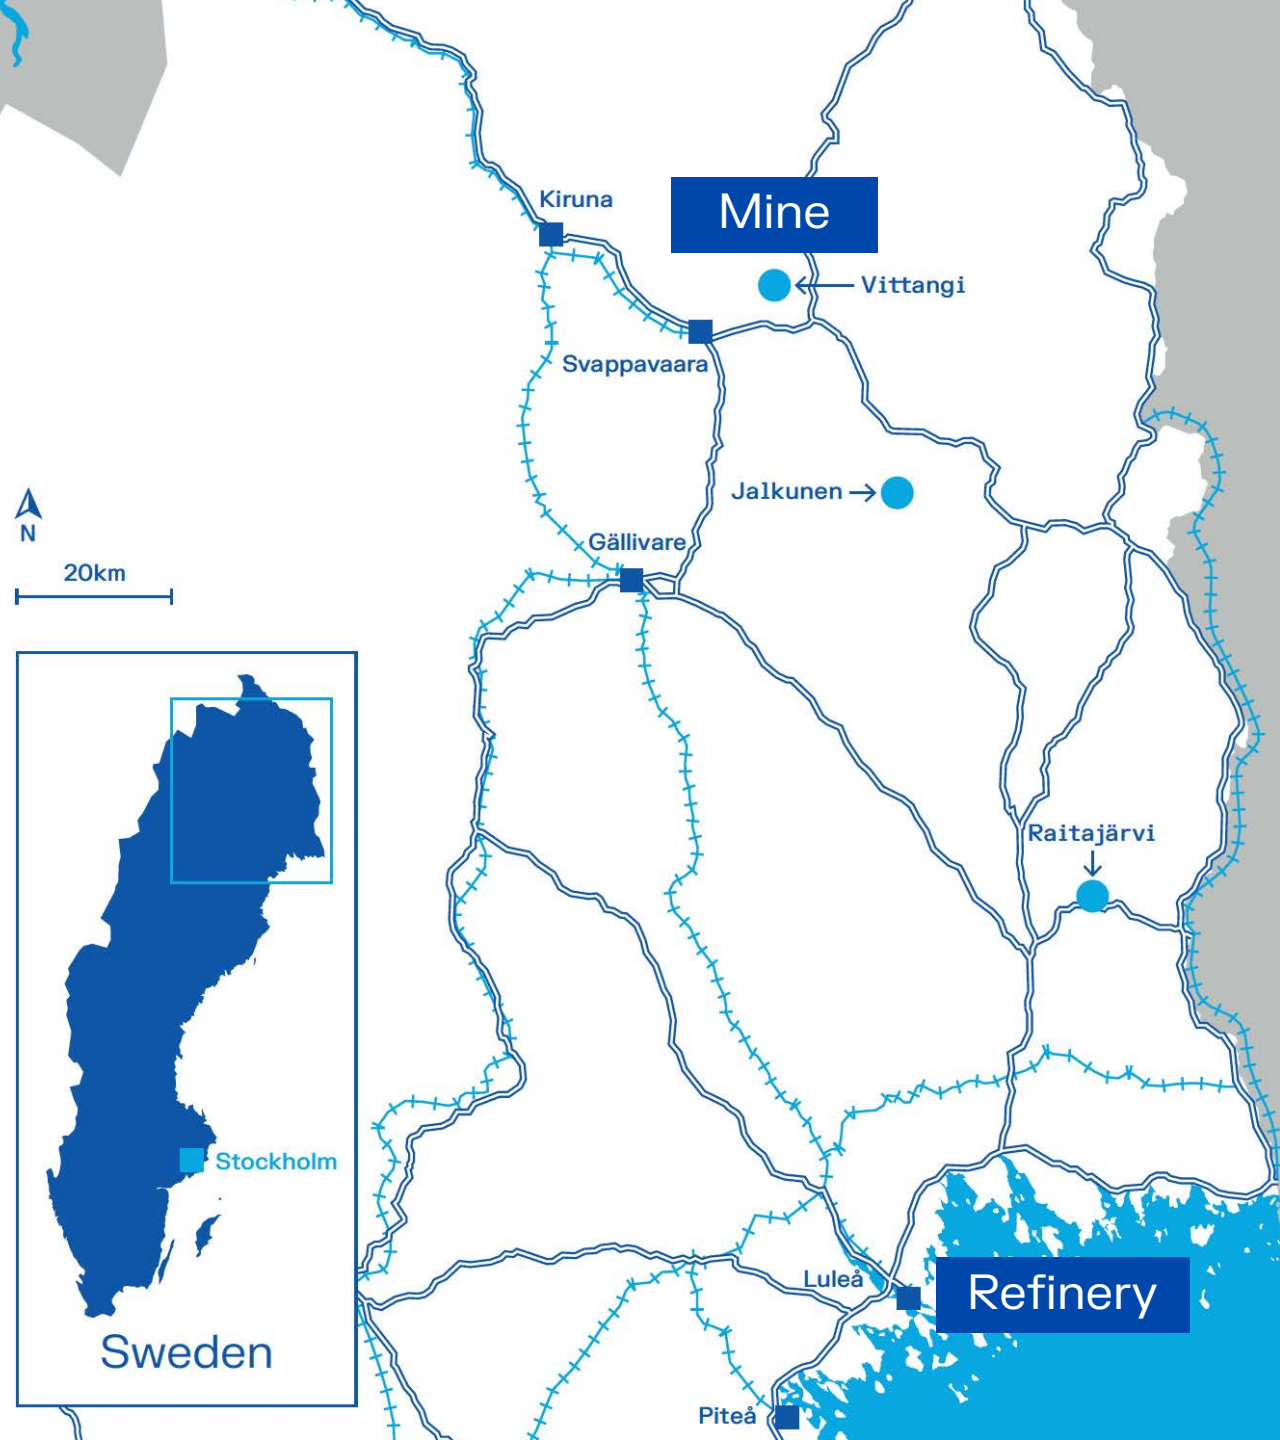 Kiruna
Mine
Vittangi
Svappavaara
Jalkunen
N
Gällivare
20km
Raitajärvi
Stockholm
Luleå
Refinery
Sweden
Piteå